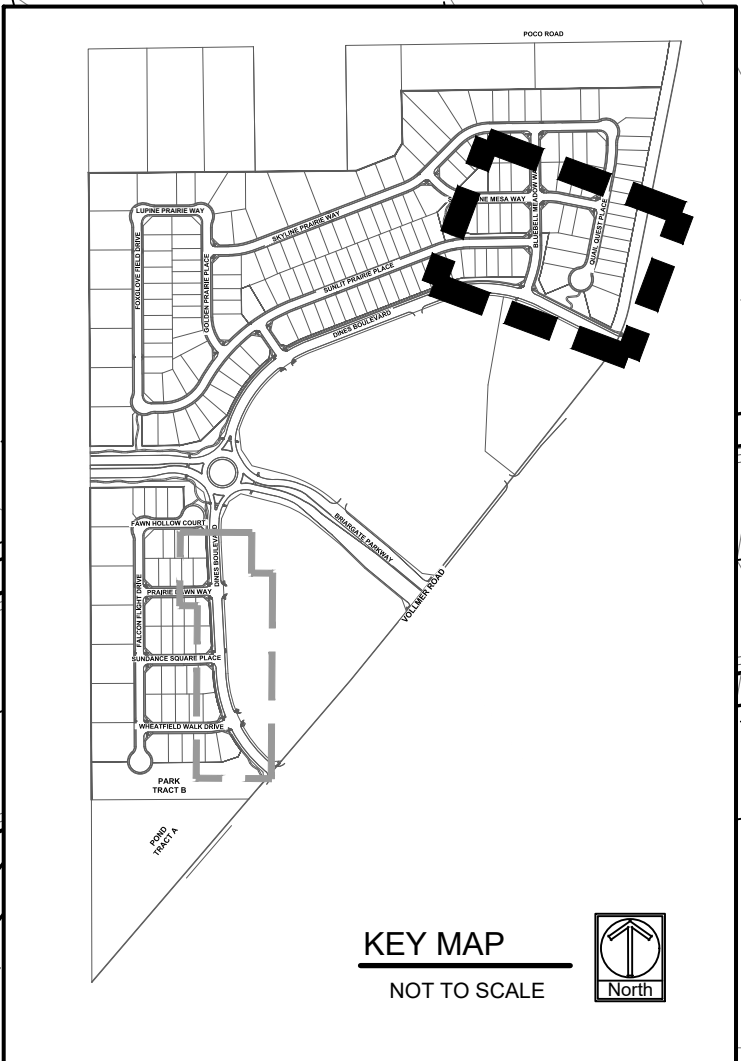 POCO ROAD
LUPINE PRAIRIE WAY
SKYLINE PRAIRIE WAY
MESA WAY
BLUEBELL MEADOW
FOXGLOVE FIELD DRIVE
GOLDEN PRAIRIE PLACE
QUAIL QUEST PLACE
SUNLIT PRAIRIE PLACE
DINES BOULEVARD
FAWN HOLLOW COURT
DINES BOULEVARD
BRIARGATE PARKWAY
FALCON FLIGHT DRIVE
PRAIRIE WAY
VOLLMER ROAD
SUNDANCE SQUARE PLACE
WHEATFIELD WALK DRIVE
PARK
TRACT B
POND
TRACT A
KEY MAP
NOT TO SCALE
North